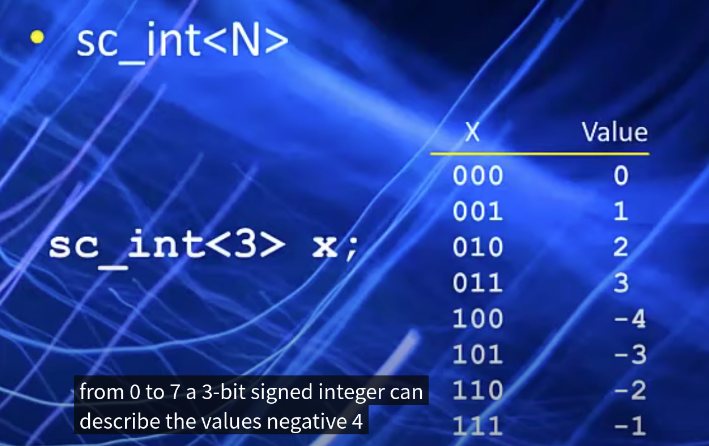 • sc_int<N>
X Value
000 0
001 1
010 2
sc_int<3> x;
011 3
100 -4
101 -3
110 -2
111 -1
from 0 to 7 a 3-bit signed integer can
describe the values negative 4